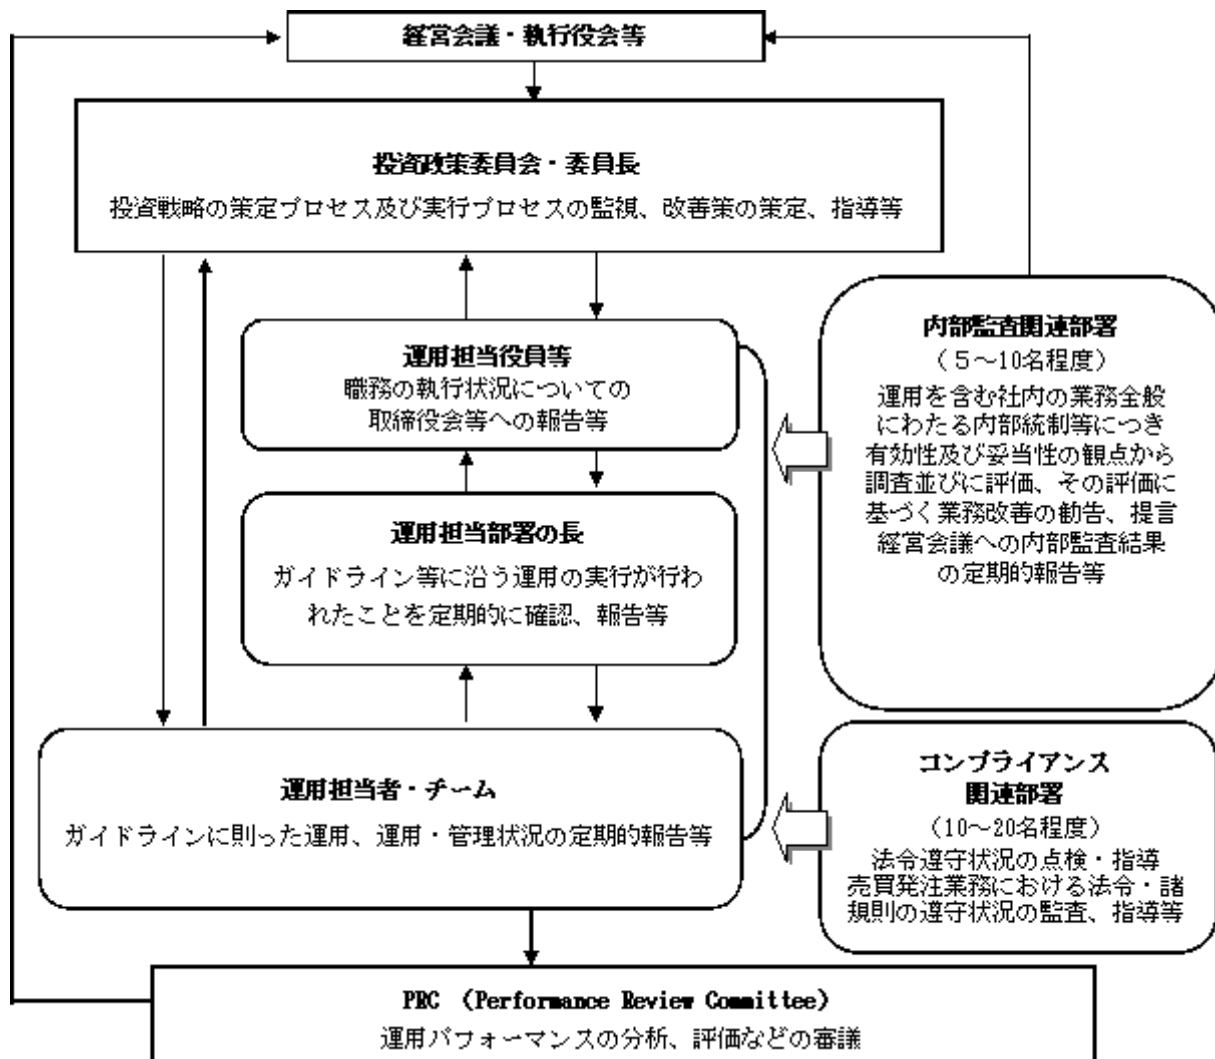 経営会議・執行役会等
投資政策委員会・委員長
投資戦略の策定プロセス及び実行プロセスの監視、改善策の策定、指導等
運用担当役員等
職務の執行状況についての
取締役会等への報告等
運用担当部署の長
ガイドライン等に沿う運用の実行が行わ
れたことを定期的に確認、報告等
運用担当者・チーム
ガイドラインに則った運用、運用・管理状況の定期的報告等
内部監査関連部署
（５～10名程度）
運用を含む社内の業務全般
にわたる内部統制等につき
有効性及び妥当性の観点から
調査並びに評価、その評価に
基づく業務改善の勧告、提言
経営会議への内部監査結果
の定期的報告等
コンプライアンス
関連部署
（10～20名程度）
法令遵守状況の点検・指導
売買発注業務における法令・諸
規則の遵守状況の監査、指導等
PRC （Performance Review Committee）
運用パフォーマンスの分析、評価などの審議